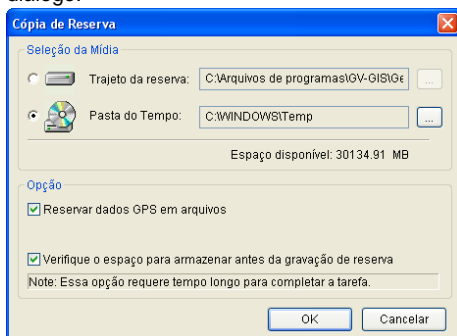 diálogo.
Cópia de Reserva
Seleção da Mídia
Trajeto da reserva: C:\Arquivos de programas\GV-GIS\Ge ...
Pasta do Tempo: C:\WINDOWS\Temp ...
Espaço disponível: 30134.91 MB
Opção
Reservar dados GPS em arquivos
Verifique o espaço para armazenar antes da gravação de reserva
Note: Essa opção requere tempo longo para completar a tarefa.
OK Cancelar